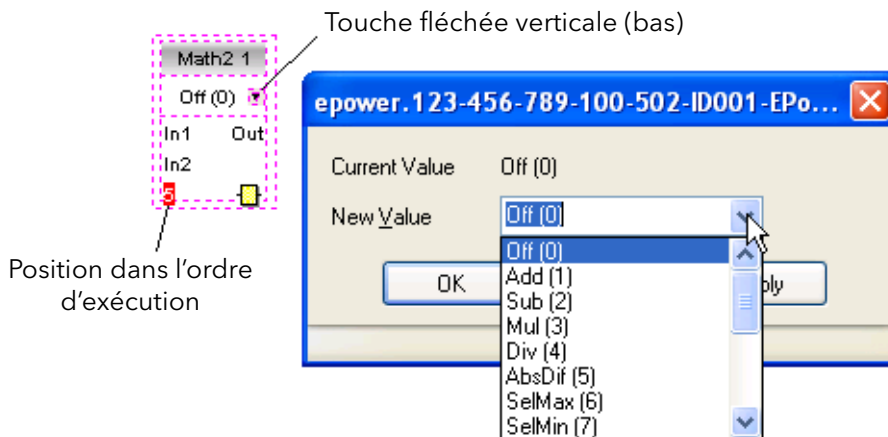 Touche fléchée verticale (bas)
Math2 1
Off (0)
In1 Out
In2
5
Position dans l’ordre
d’exécution
epower.123-456-789-100-502-ID001-EPo...
Current Value Off (0)
New Value Off (0)
Off (0)
Add (1)
Sub (2)
Mul (3)
Div (4)
AbsDif (5)
SelMax (6)
SelMin (7)
OK